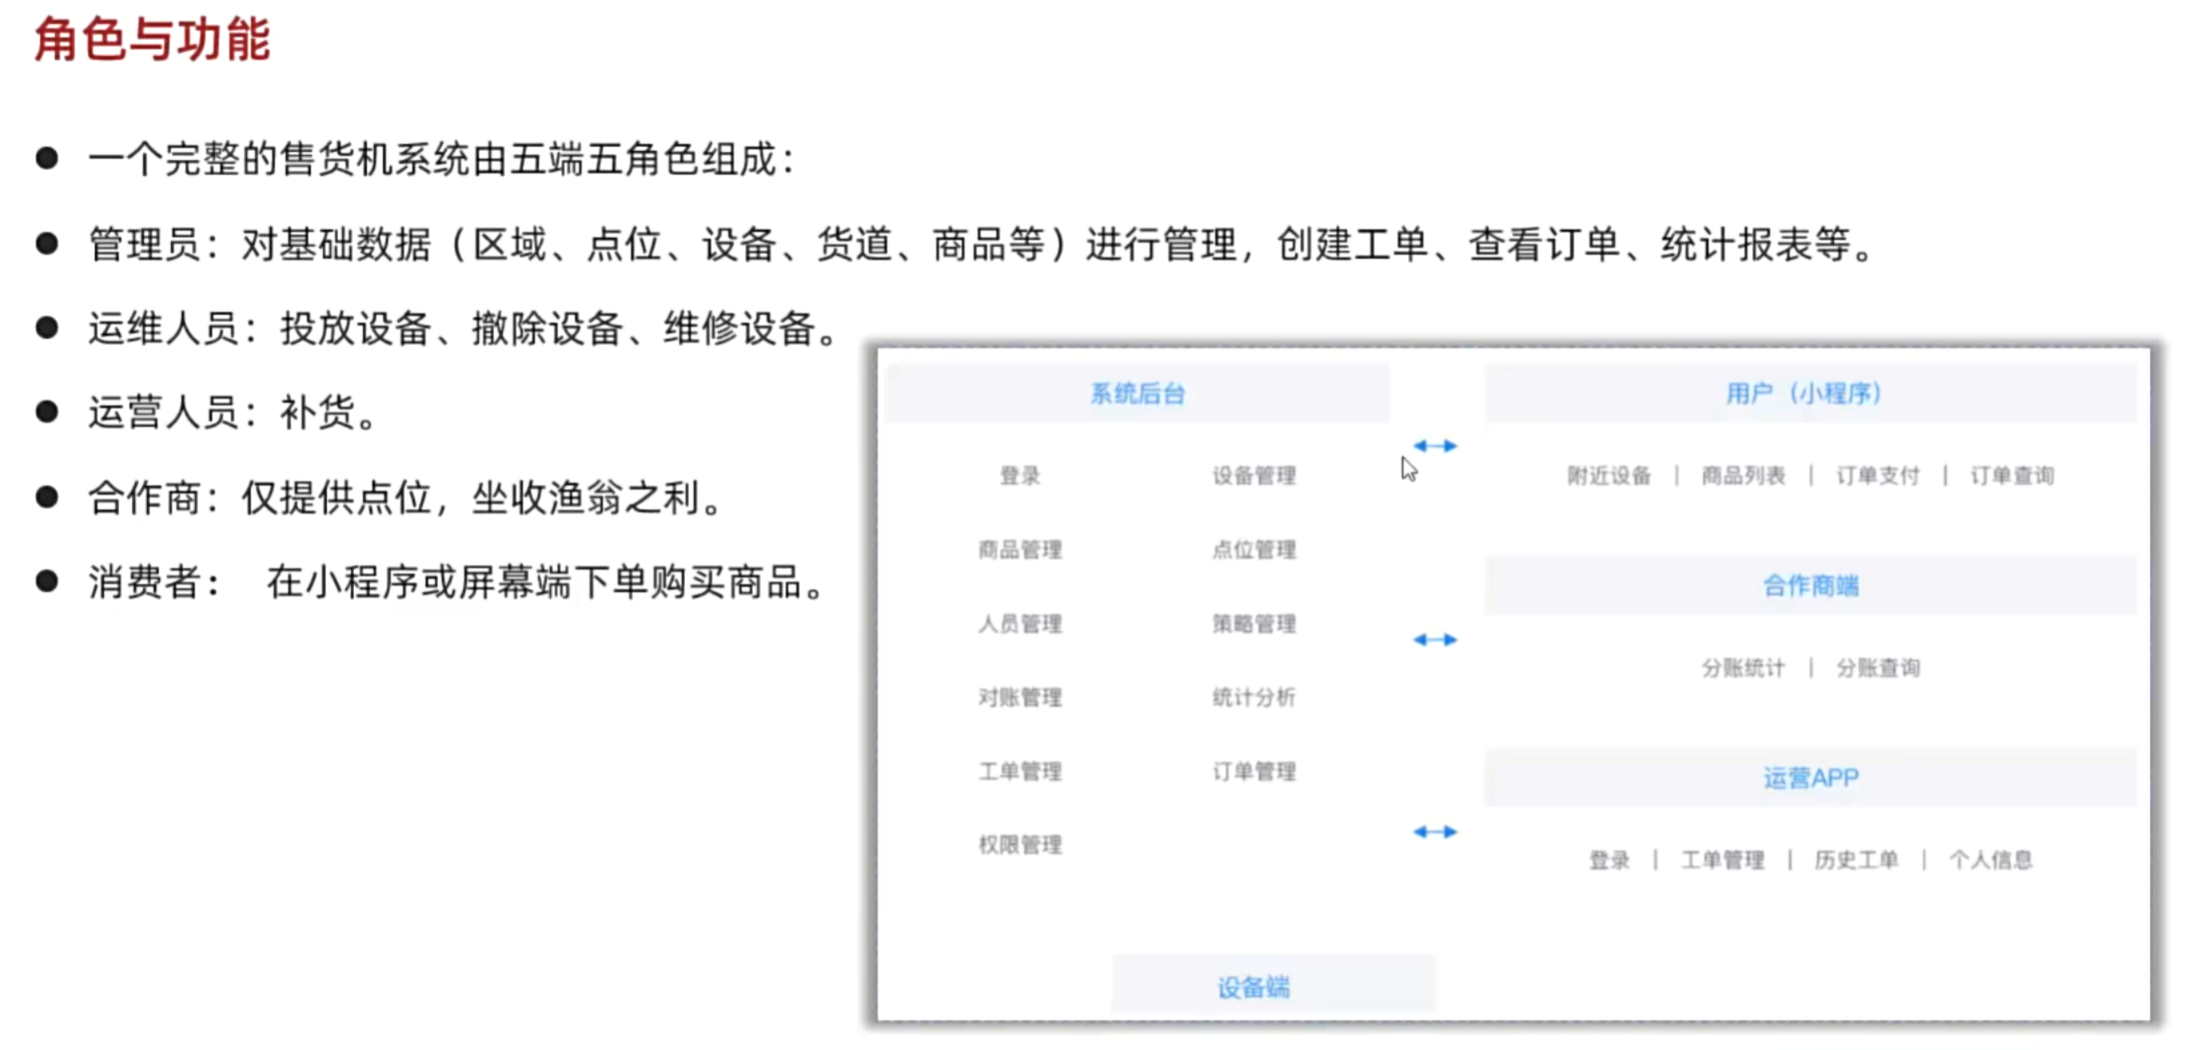 角色与功能
● 一个完整的售货机系统由五端五角色组成：
● 管理员：对基础数据（区域、点位、设备、货道、商品等）进行管理，创建工单、查看订单、统计报表等。
● 运维人员：投放设备、撤除设备、维修设备。
● 运营人员：补货。
● 合作商：仅提供点位，坐收渔翁之利。
● 消费者： 在小程序或屏幕端下单购买商品。
系统后台
登录 设备管理
商品管理 点位管理
人员管理 策略管理
对账管理 统计分析
工单管理 订单管理
权限管理
用户（小程序）
附近设备 | 商品列表 | 订单支付 | 订单查询
合作商端
分账统计 | 分账查询
运营APP
登录 | 工单管理 | 历史工单 | 个人信息
设备端